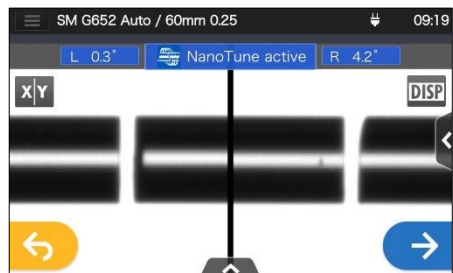 SM G652 Auto / 60mm 0.25 09:19
L 0.3° NanoTune active R 4.2°
X Y DISP